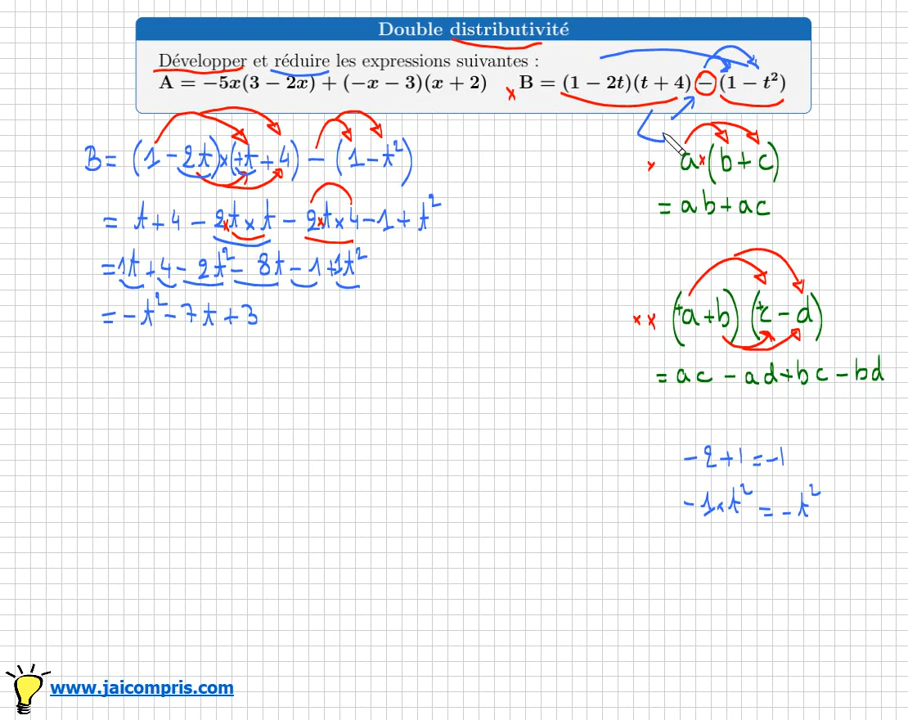 Double distributivité
Développer et réduire les expressions suivantes :
A = −5x(3 − 2x) + (−x − 3)(x + 2) × B = (1 − 2t)(t + 4) − (1 − t²)
B = (1 − 2t) × (+t + 4) − (1 − t²)
= t + 4 − 2 × t × t − 2 × t × 4 − 1 + t²
= 1t + 4 − 2t² − 8t − 1 + 1t²
= −t² − 7t + 3
× a × (b + c)
= ab + ac
×× (+a + b) (+c − d)
= ac − ad + bc − bd
−2 + 1 = −1
−1 × t² = −t²
www.jaicompris.com